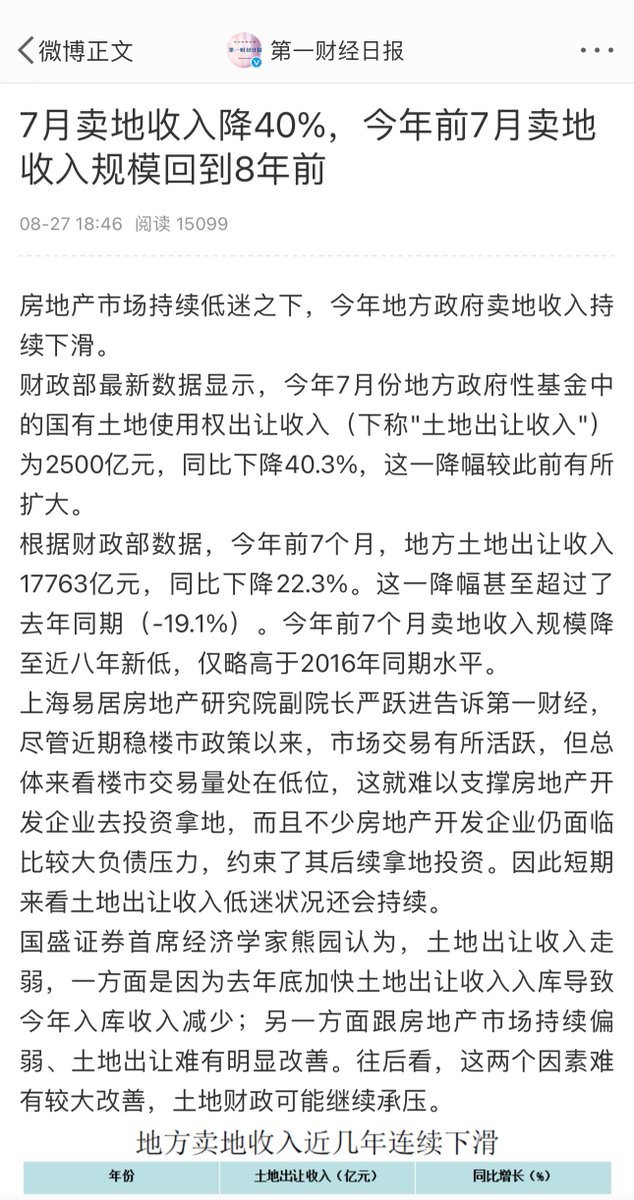 微博正文
第一财经日报
7月卖地收入降40%，今年前7月卖地
收入规模回到8年前
08-27 18:46 阅读 15099
房地产市场持续低迷之下，今年地方政府卖地收入持
续下滑。
财政部最新数据显示，今年7月份地方政府性基金中
的国有土地使用权出让收入（下称"土地出让收入"）
为2500亿元，同比下降40.3%，这一降幅较此前有所
扩大。
根据财政部数据，今年前7个月，地方土地出让收入
17763亿元，同比下降22.3%。这一降幅甚至超过了
去年同期（-19.1%）。今年前7个月卖地收入规模降
至近八年新低，仅略高于2016年同期水平。
上海易居房地产研究院副院长严跃进告诉第一财经，
尽管近期稳楼市政策以来，市场交易有所活跃，但总
体来看楼市交易量处在低位，这就难以支撑房地产开
发企业去投资拿地，而且不少房地产开发企业仍面临
比较大负债压力，约束了其后续拿地投资。因此短期
来看土地出让收入低迷状况还会持续。
国盛证券首席经济学家熊园认为，土地出让收入走
弱，一方面是因为去年底加快土地出让收入入库导致
今年入库收入减少；另一方面跟房地产市场持续偏
弱、土地出让难有明显改善。往后看，这两个因素难
有较大改善，土地财政可能继续承压。
地方卖地收入近几年连续下滑
年份 土地出让收入（亿元） 同比增长（%）